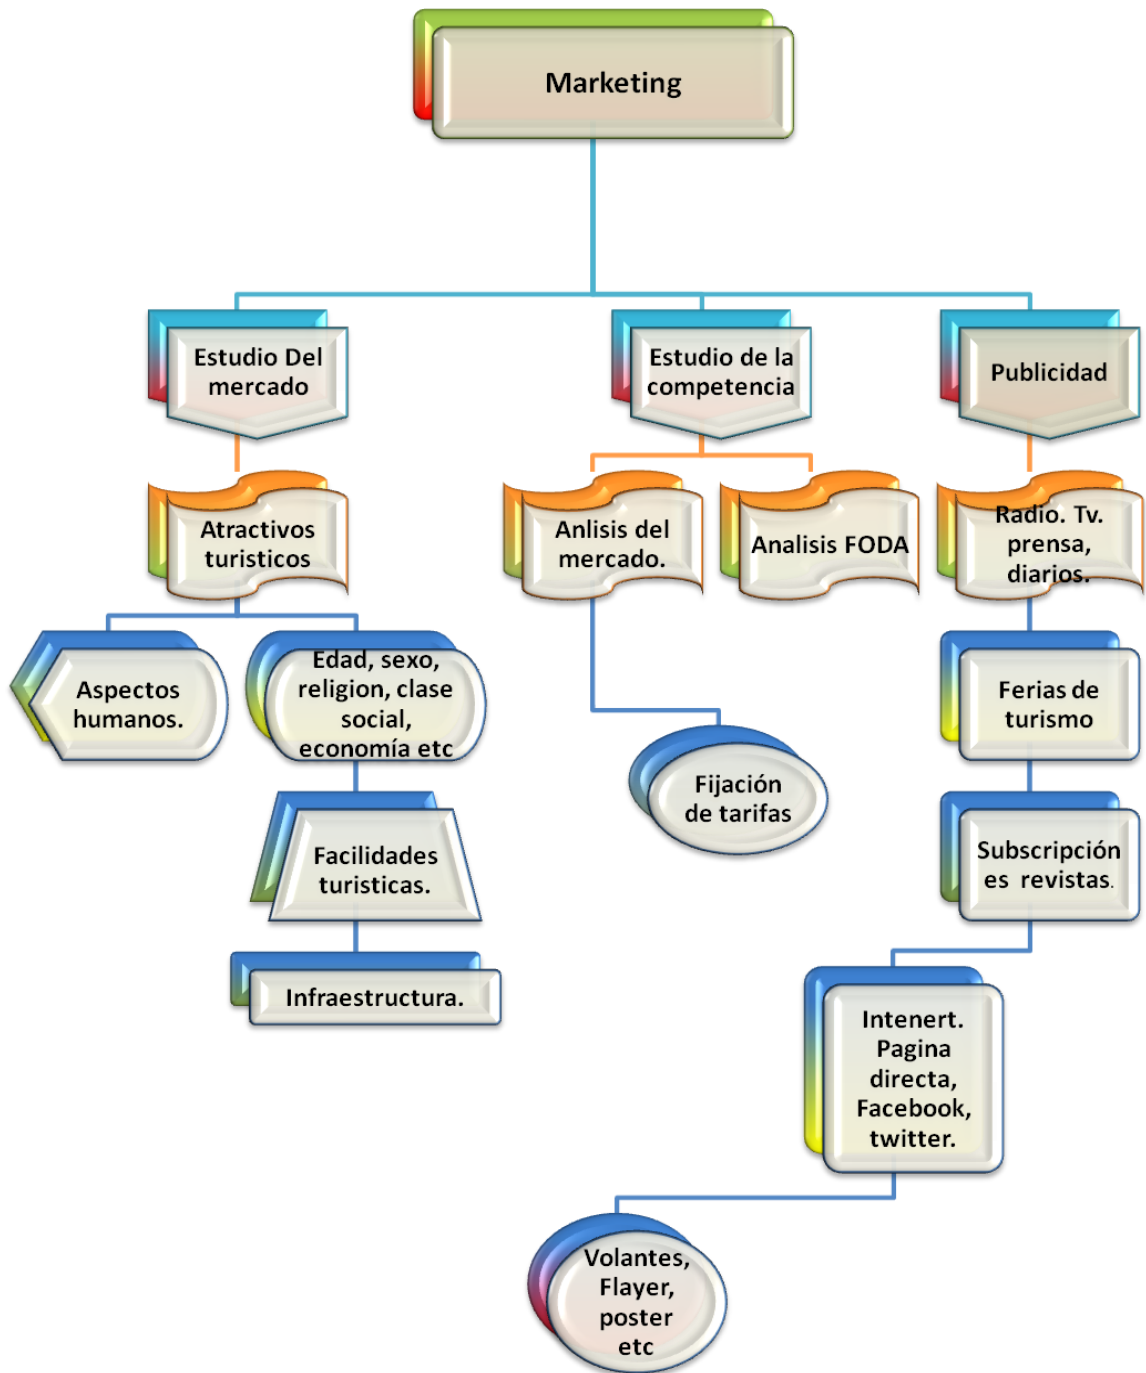 Marketing
Estudio Del
mercado
Estudio de la
competencia
Publicidad
Atractivos
turisticos
Anlisis del
mercado.
Analisis FODA
Radio. Tv.
prensa,
diarios.
Aspectos
humanos.
Edad, sexo,
religion, clase
social,
economía etc
Ferias de
turismo
Fijación
de tarifas
Facilidades
turisticas.
Subscripción
es revistas.
Infraestructura.
Intenert.
Pagina
directa,
Facebook,
twitter.
Volantes,
Flayer,
poster
etc